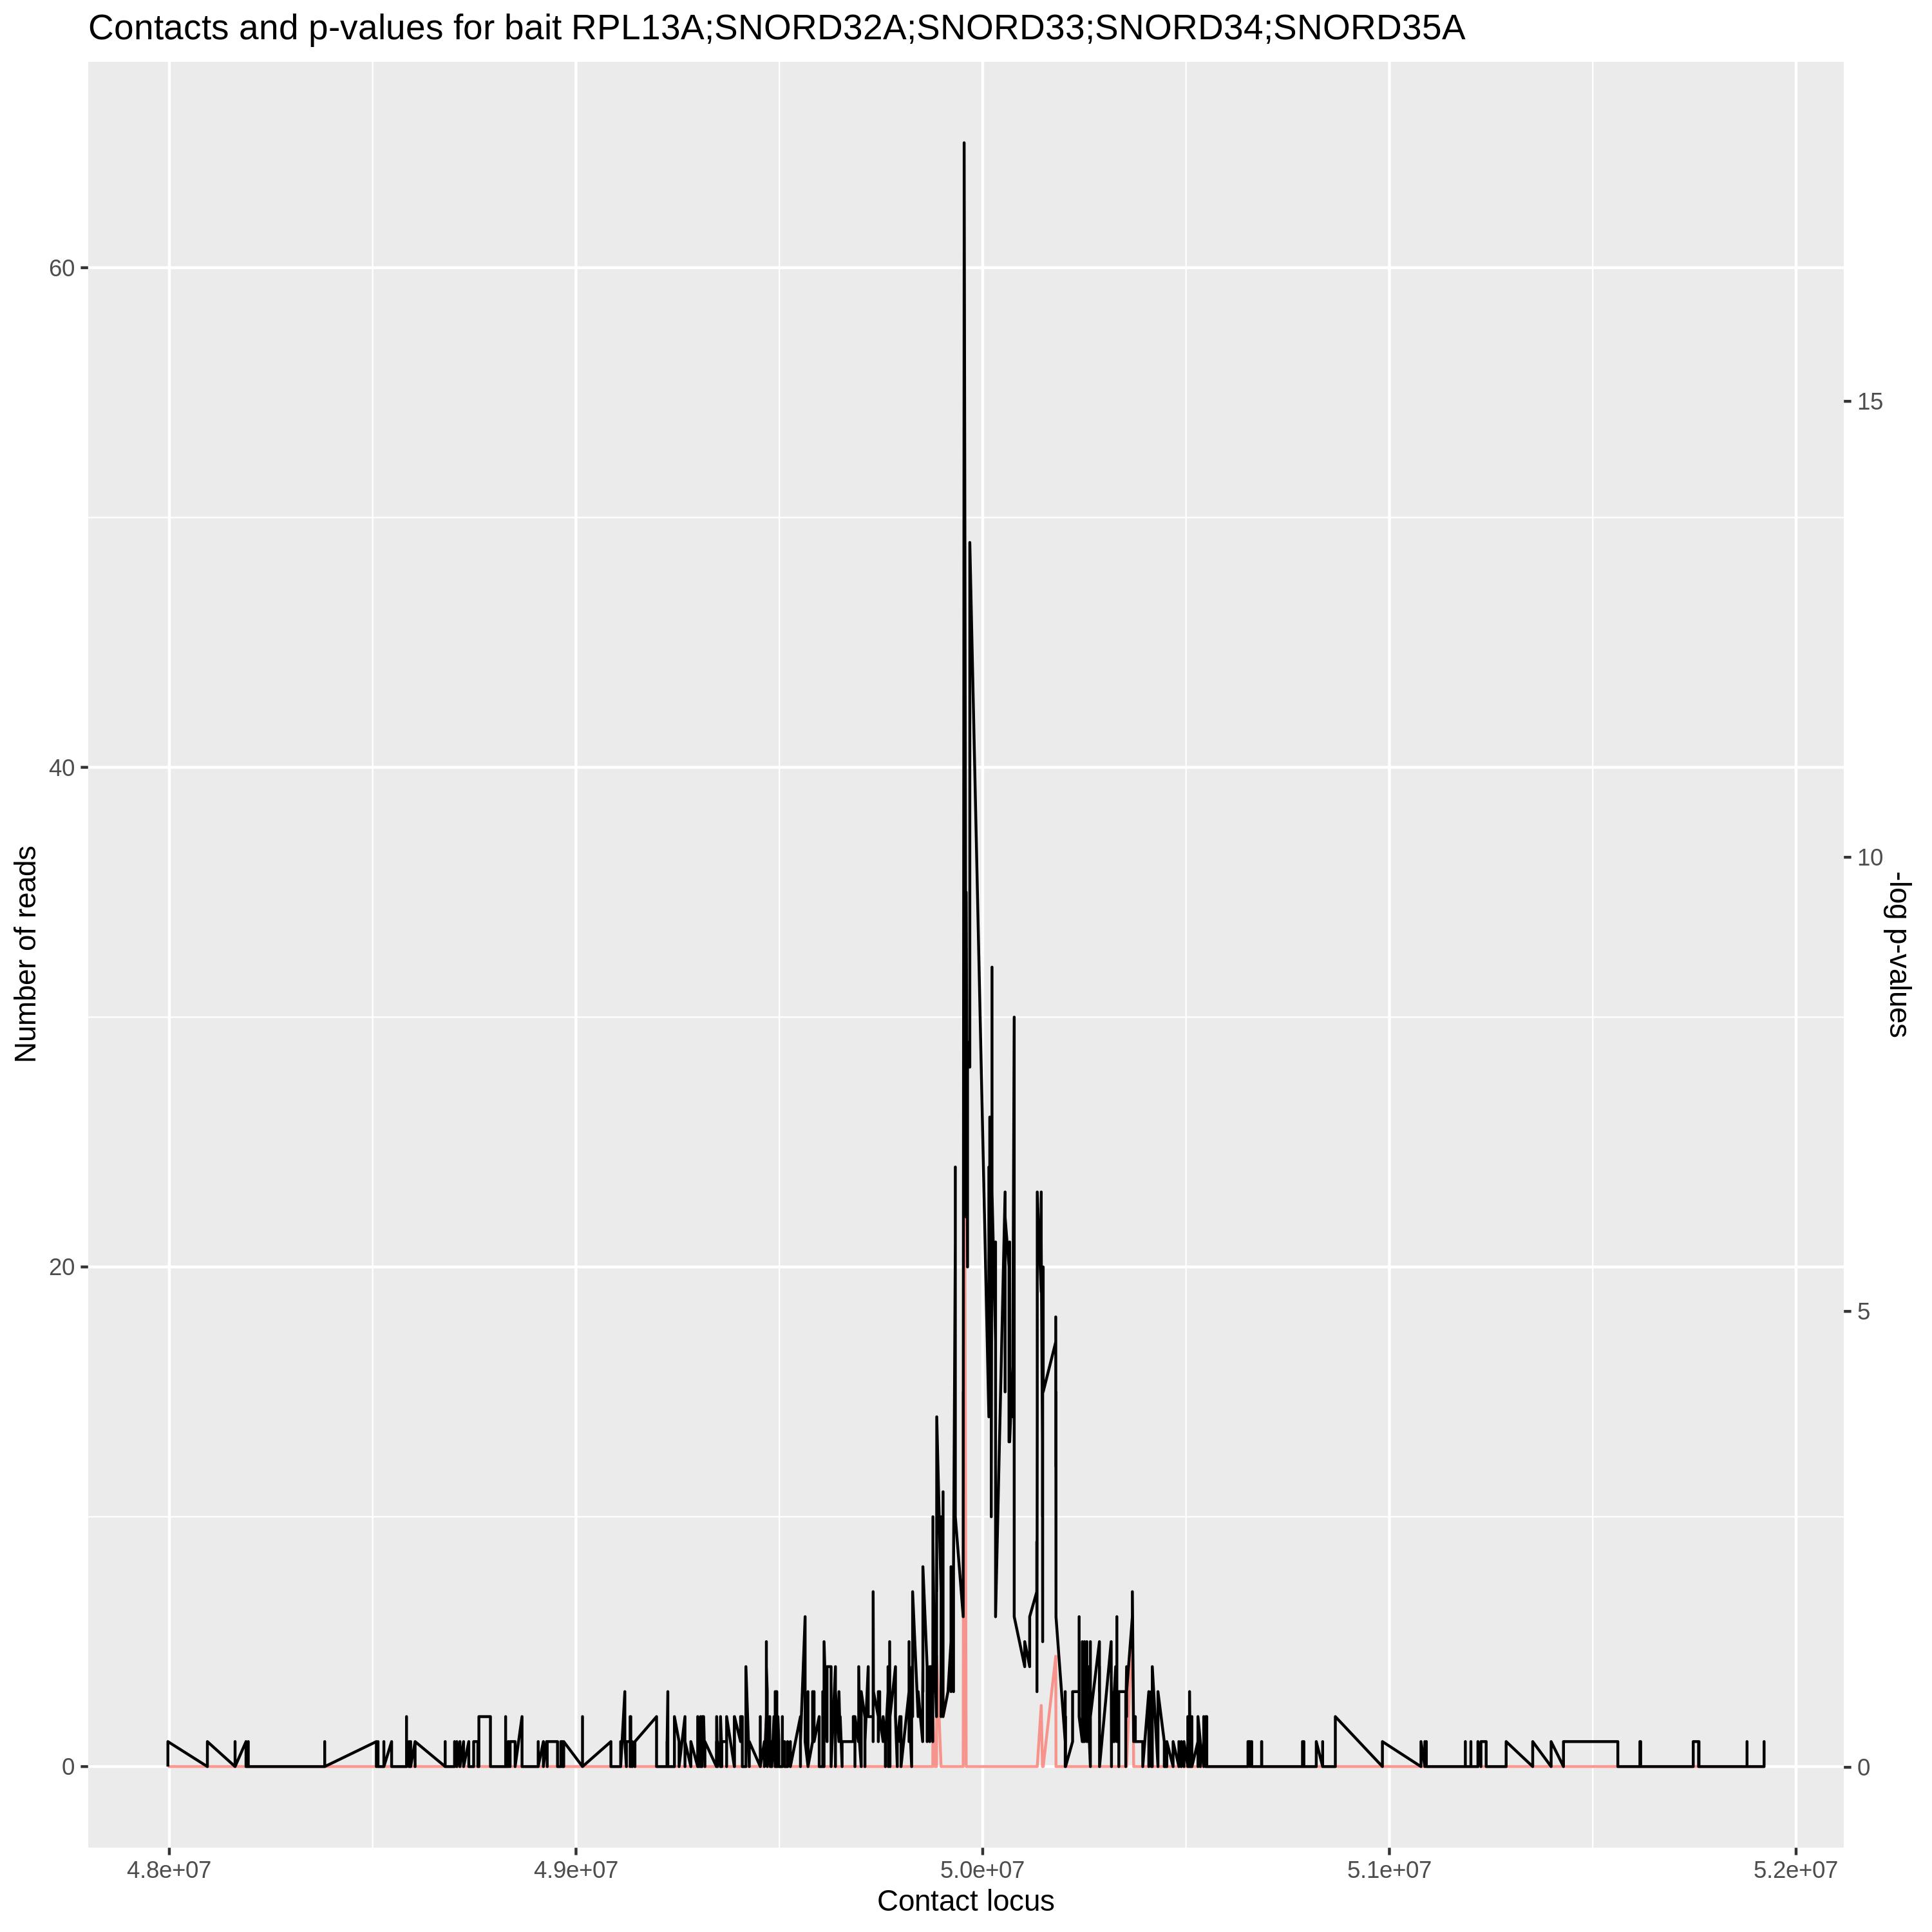 Contacts and p-values for bait RPL13A;SNORD32A;SNORD33;SNORD34;SNORD35A
60
40
20
0
Number of reads
15
10
5
0
-log p-values
4.8e+07
4.9e+07
5.0e+07
5.1e+07
5.2e+07
Contact locus